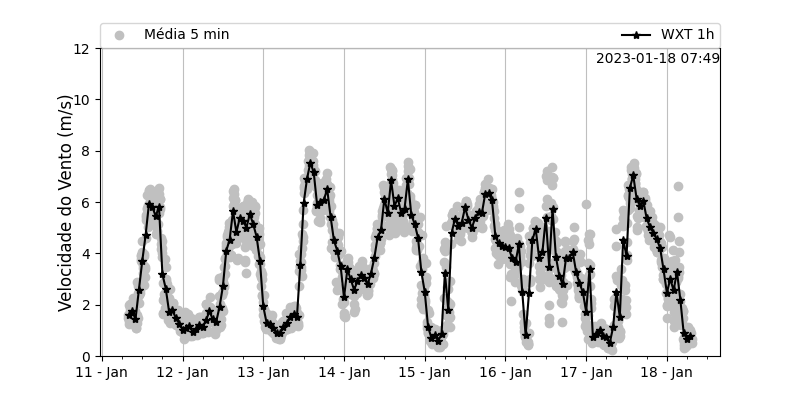 Média 5 min
WXT 1h
2023-01-18 07:49
Velocidade do Vento (m/s)
12
10
8
6
4
2
0
11 - Jan
12 - Jan
13 - Jan
14 - Jan
15 - Jan
16 - Jan
17 - Jan
18 - Jan